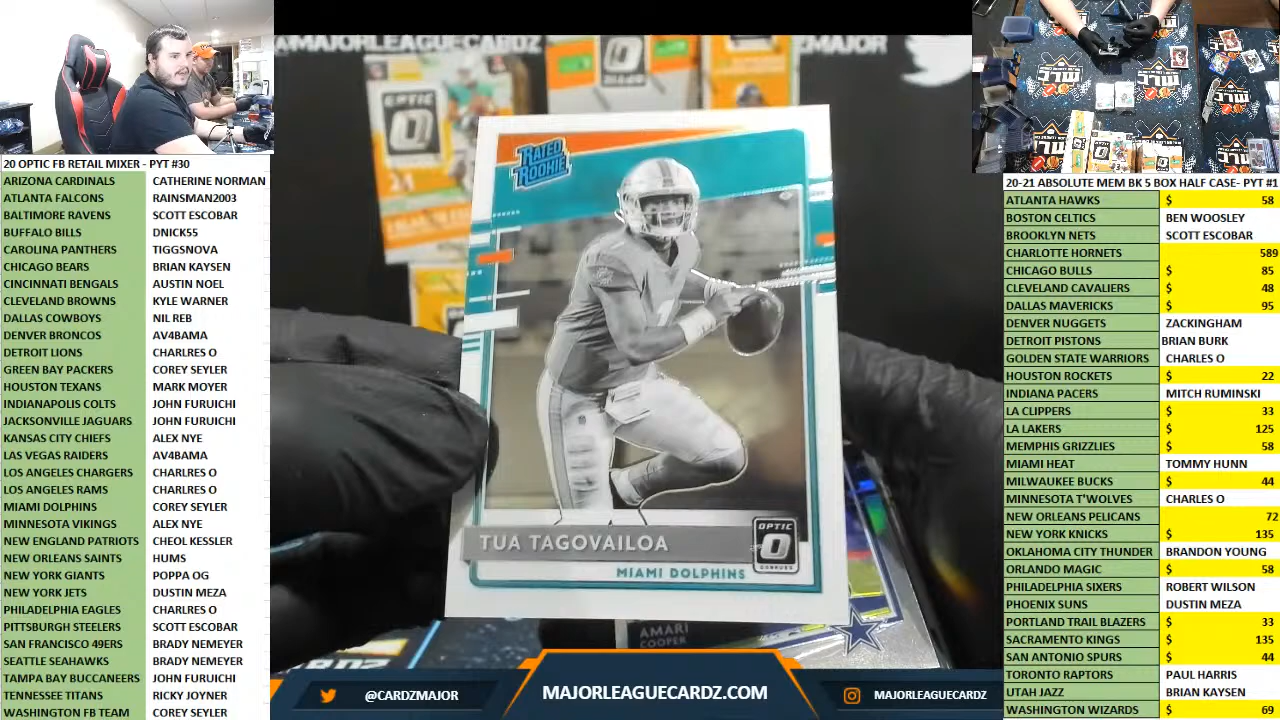 20 OPTIC FB RETAIL MIXER - PYT #30
ARIZONA CARDINALS CATHERINE NORMAN
ATLANTA FALCONS RAINSMAN2003
BALTIMORE RAVENS SCOTT ESCOBAR
BUFFALO BILLS DNICK55
CAROLINA PANTHERS TIGGSNOVA
CHICAGO BEARS BRIAN KAYSEN
CINCINNATI BENGALS AUSTIN NOEL
CLEVELAND BROWNS KYLE WARNER
DALLAS COWBOYS NIL REB
DENVER BRONCOS AV4BAMA
DETROIT LIONS CHARLRES O
GREEN BAY PACKERS COREY SEYLER
HOUSTON TEXANS MARK MOYER
INDIANAPOLIS COLTS JOHN FURUICHI
JACKSONVILLE JAGUARS JOHN FURUICHI
KANSAS CITY CHIEFS ALEX NYE
LAS VEGAS RAIDERS AV4BAMA
LOS ANGELES CHARGERS CHARLRES O
LOS ANGELES RAMS CHARLRES O
MIAMI DOLPHINS COREY SEYLER
MINNESOTA VIKINGS ALEX NYE
NEW ENGLAND PATRIOTS CHEOL KESSLER
NEW ORLEANS SAINTS HUMS
NEW YORK GIANTS POPPA OG
NEW YORK JETS DUSTIN MEZA
PHILADELPHIA EAGLES CHARLRES O
PITTSBURGH STEELERS SCOTT ESCOBAR
SAN FRANCISCO 49ERS BRADY NEMEYER
SEATTLE SEAHAWKS BRADY NEMEYER
TAMPA BAY BUCCANEERS JOHN FURUICHI
TENNESSEE TITANS RICKY JOYNER
WASHINGTON FB TEAM COREY SEYLER
@MAJORLEAGUECARDZ
MAJOR
OPTIC
RATED
ROOKIE
TUA TAGOVAILOA
OPTIC
DONRUSS
MIAMI DOLPHINS
AMARI
COOPER
@CARDZMAJOR
MAJORLEAGUECARDZ.COM
MAJORLEAGUECARDZ
20-21 ABSOLUTE MEM BK 5 BOX HALF CASE- PYT #1
ATLANTA HAWKS $ 58
BOSTON CELTICS BEN WOOSLEY
BROOKLYN NETS SCOTT ESCOBAR
CHARLOTTE HORNETS 589
CHICAGO BULLS $ 85
CLEVELAND CAVALIERS $ 48
DALLAS MAVERICKS $ 95
DENVER NUGGETS ZACKINGHAM
DETROIT PISTONS BRIAN BURK
GOLDEN STATE WARRIORS CHARLES O
HOUSTON ROCKETS $ 22
INDIANA PACERS MITCH RUMINSKI
LA CLIPPERS $ 33
LA LAKERS $ 125
MEMPHIS GRIZZLIES $ 58
MIAMI HEAT TOMMY HUNN
MILWAUKEE BUCKS $ 44
MINNESOTA T'WOLVES CHARLES O
NEW ORLEANS PELICANS 72
NEW YORK KNICKS $ 135
OKLAHOMA CITY THUNDER BRANDON YOUNG
ORLANDO MAGIC $ 58
PHILADELPHIA SIXERS ROBERT WILSON
PHOENIX SUNS DUSTIN MEZA
PORTLAND TRAIL BLAZERS $ 33
SACRAMENTO KINGS $ 135
SAN ANTONIO SPURS $ 44
TORONTO RAPTORS PAUL HARRIS
UTAH JAZZ BRIAN KAYSEN
WASHINGTON WIZARDS $ 69